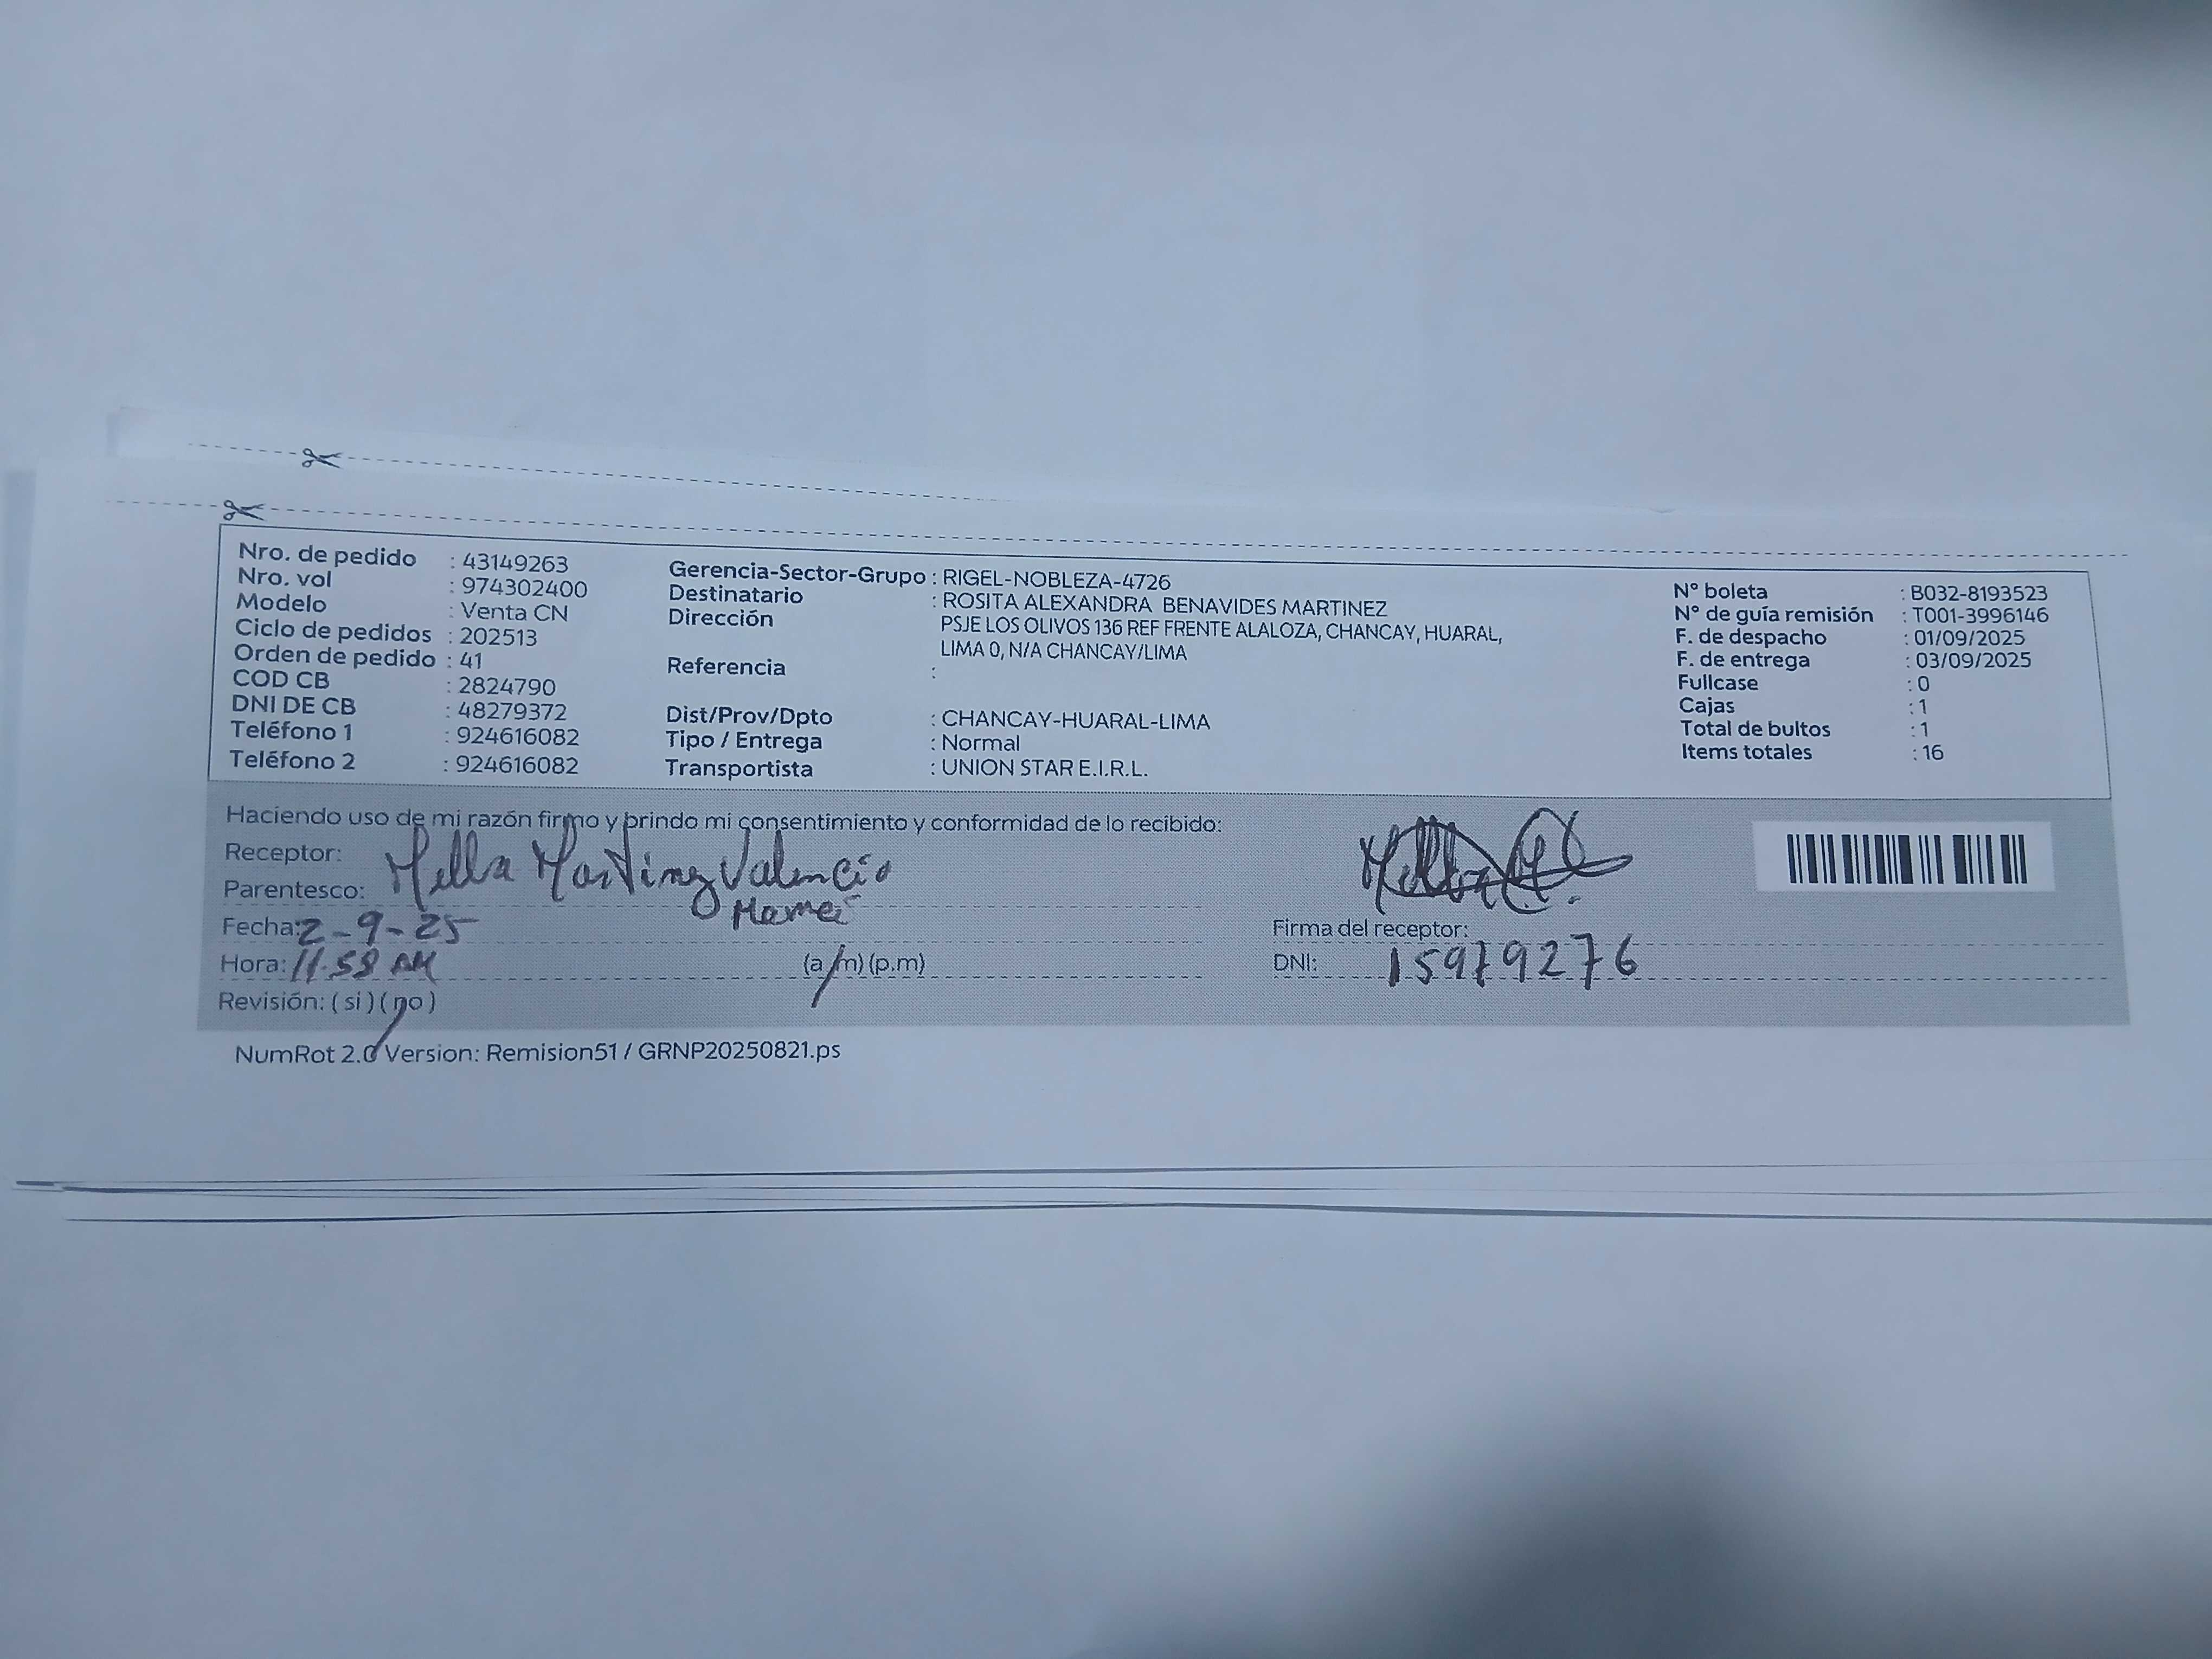 Nro. de pedido : 43149263
Nro. vol : 974302400
Modelo : Venta CN
Ciclo de pedidos : 202513
Orden de pedido : 41
COD CB : 2824790
DNI DE CB : 48279372
Teléfono 1 : 924616082
Teléfono 2 : 924616082
Gerencia-Sector-Grupo : RIGEL-NOBLEZA-4726
Destinatario : ROSITA ALEXANDRA BENAVIDES MARTINEZ
Dirección PSJE LOS OLIVOS 136 REF FRENTE ALALOZA, CHANCAY, HUARAL,
LIMA 0, N/A CHANCAY/LIMA
Referencia :
Dist/Prov/Dpto : CHANCAY-HUARAL-LIMA
Tipo / Entrega : Normal
Transportista : UNION STAR E.I.R.L.
N° boleta : B032-8193523
N° de guía remisión : T001-3996146
F. de despacho : 01/09/2025
F. de entrega : 03/09/2025
Fullcase : 0
Cajas : 1
Total de bultos : 1
Items totales : 16
Haciendo uso de mi razón firmo y brindo mi consentimiento y conformidad de lo recibido:
Receptor: Mella Martinez Valencia
Parentesco: Mamá
Fecha: 2-9-25
Hora: 11.58 AM (a/m) (p.m)
Revisión: ( si ) ( no )
Firma del receptor:
DNI: 15979276
NumRot 2.0 Version: Remision51 / GRNP20250821.ps